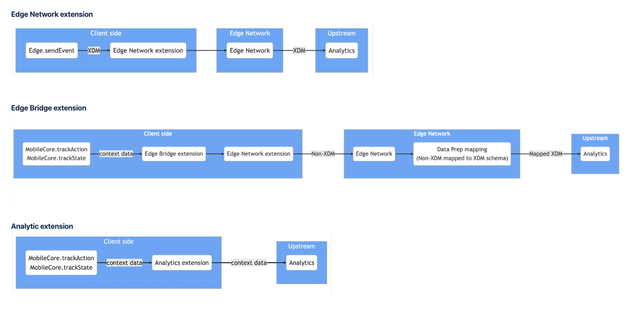 Edge Network extension
Client side
Edge Network
Upstream
Edge.sendEvent
XDM
Edge Network extension
Edge Network
XDM
Analytics
Edge Bridge extension
Client side
Edge Network
Upstream
MobileCore.trackAction
MobileCore.trackState
context data
Edge Bridge extension
Edge Network extension
Non-XDM
Edge Network
Data Prep mapping
(Non-XDM mapped to XDM schema)
Mapped XDM
Analytics
Analytic extension
Client side
Upstream
MobileCore.trackAction
MobileCore.trackState
context data
Analytics extension
context data
Analytics